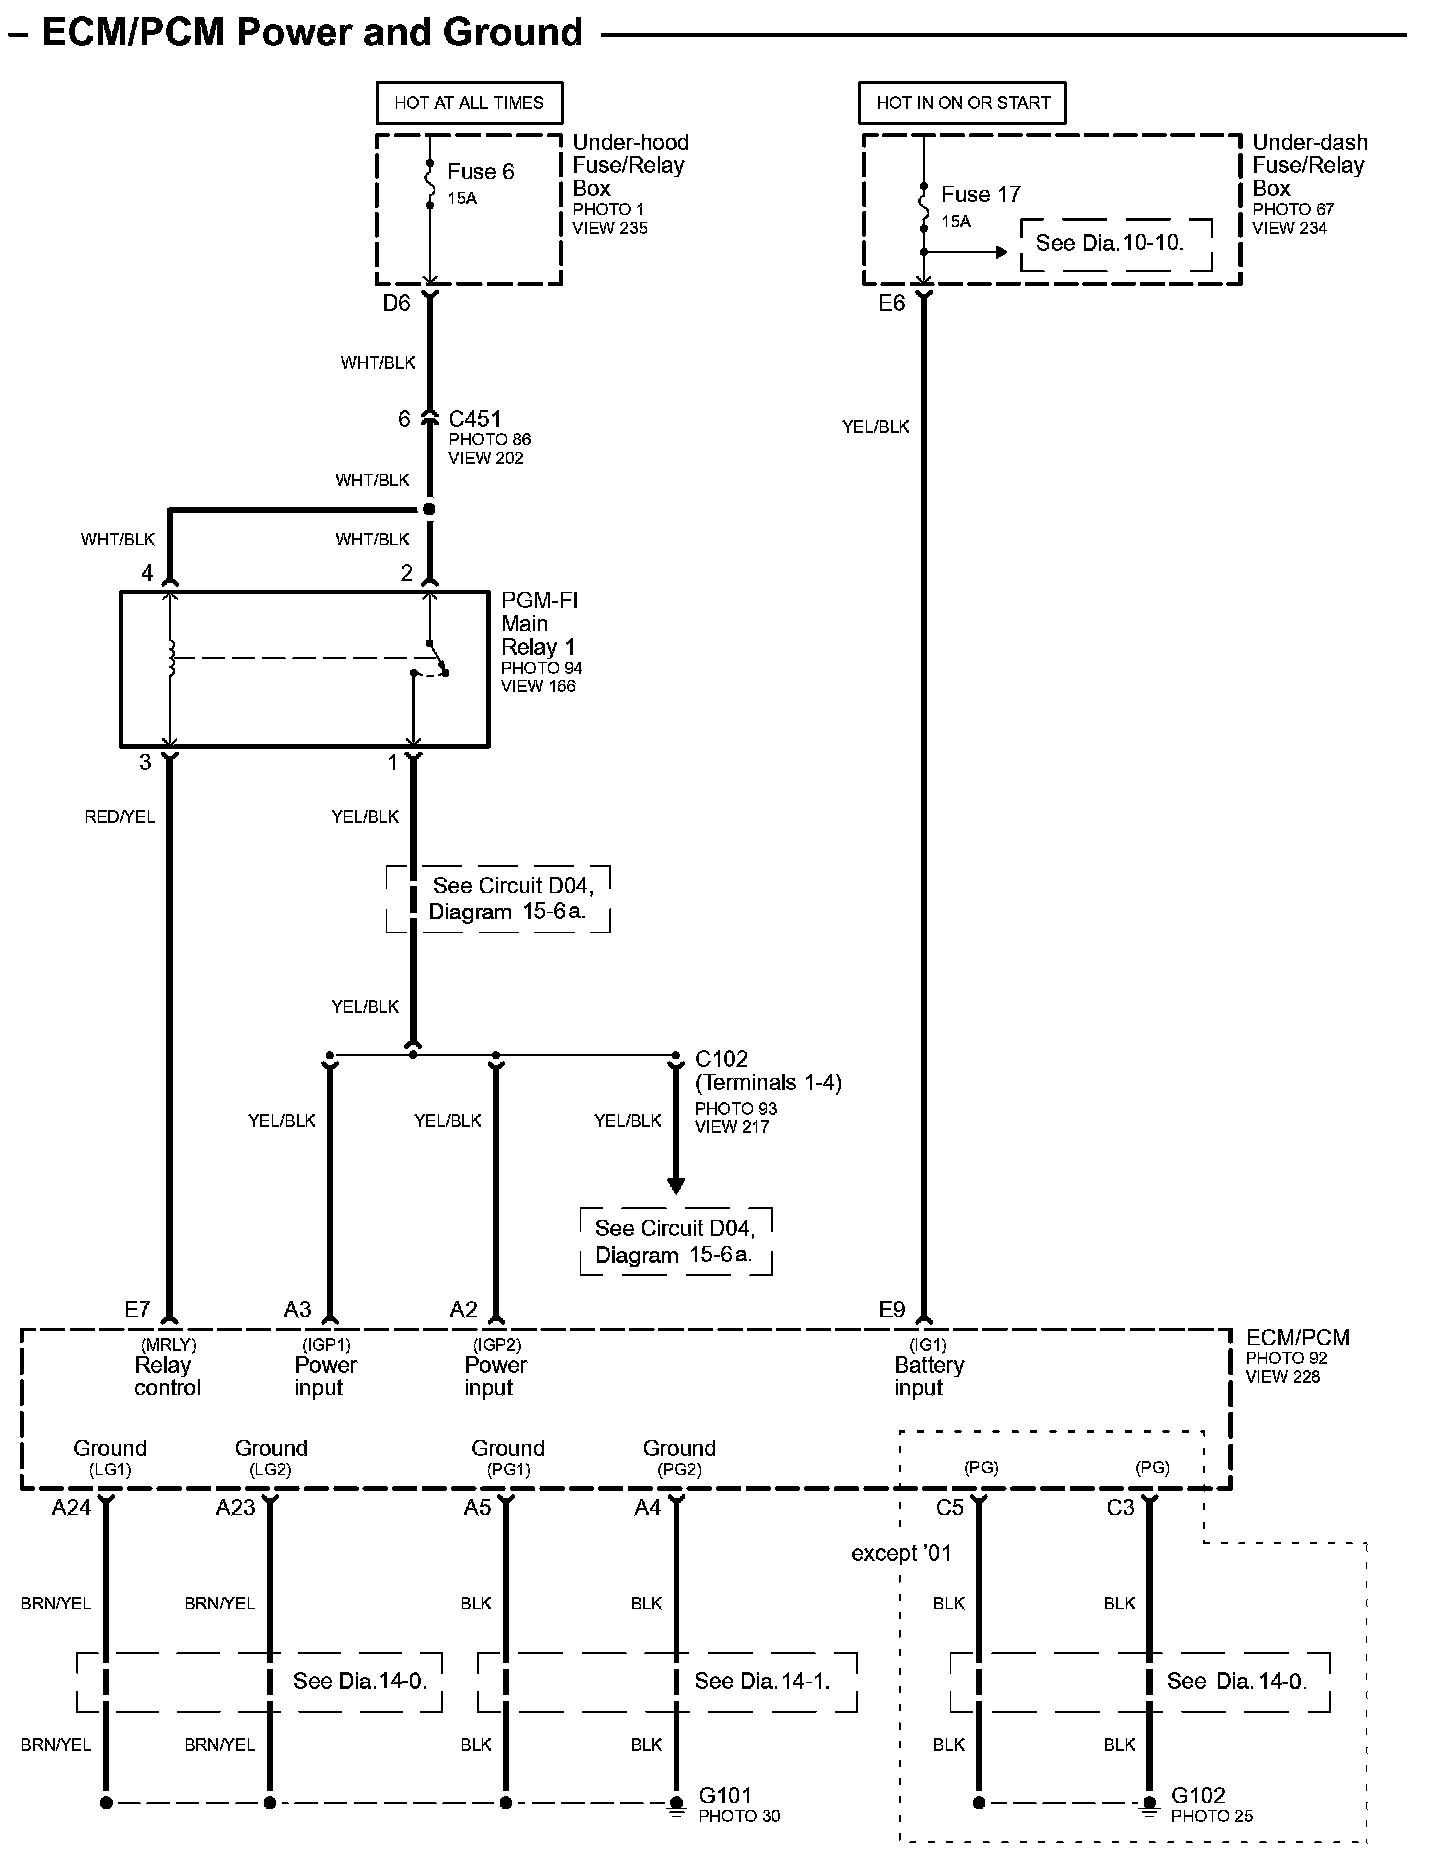 – ECM/PCM Power and Ground
HOT AT ALL TIMES
HOT IN ON OR START
Under-hood
Fuse/Relay
Box
PHOTO 1
VIEW 235
Fuse 6
15A
Under-dash
Fuse/Relay
Box
PHOTO 67
VIEW 234
Fuse 17
15A
See Dia.10-10.
D6
E6
WHT/BLK
6
C451
PHOTO 86
VIEW 202
YEL/BLK
WHT/BLK
WHT/BLK
WHT/BLK
4
2
PGM-FI
Main
Relay 1
PHOTO 94
VIEW 166
3
1
RED/YEL
YEL/BLK
See Circuit D04,
Diagram 15-6a.
YEL/BLK
C102
(Terminals 1-4)
PHOTO 93
VIEW 217
YEL/BLK
YEL/BLK
YEL/BLK
See Circuit D04,
Diagram 15-6a.
E7
A3
A2
E9
(MRLY)
Relay
control
(IGP1)
Power
input
(IGP2)
Power
input
(IG1)
Battery
input
ECM/PCM
PHOTO 92
VIEW 228
Ground
(LG1)
Ground
(LG2)
Ground
(PG1)
Ground
(PG2)
(PG)
(PG)
A24
A23
A5
A4
C5
C3
except '01
BRN/YEL
BRN/YEL
BLK
BLK
BLK
BLK
See Dia.14-0.
See Dia.14-1.
See Dia.14-0.
BRN/YEL
BRN/YEL
BLK
BLK
BLK
BLK
G101
PHOTO 30
G102
PHOTO 25